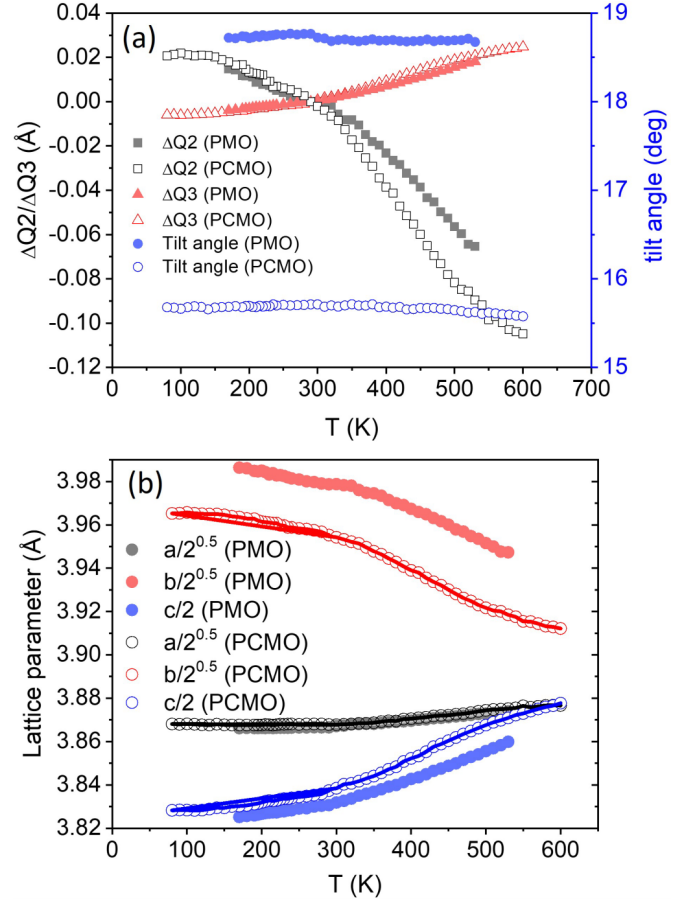 (a)
0.04
0.02
0.00
-0.02
-0.04
-0.06
-0.08
-0.10
-0.12
ΔQ2/ΔQ3 (Å)
ΔQ2 (PMO)
ΔQ2 (PCMO)
ΔQ3 (PMO)
ΔQ3 (PCMO)
Tilt angle (PMO)
Tilt angle (PCMO)
19
18
17
16
15
tilt angle (deg)
0 100 200 300 400 500 600 700
T (K)
(b)
3.98
3.96
3.94
3.92
3.90
3.88
3.86
3.84
3.82
Lattice parameter (Å)
a/2^0.5 (PMO)
b/2^0.5 (PMO)
c/2 (PMO)
a/2^0.5 (PCMO)
b/2^0.5 (PCMO)
c/2 (PCMO)
0 100 200 300 400 500 600
T (K)